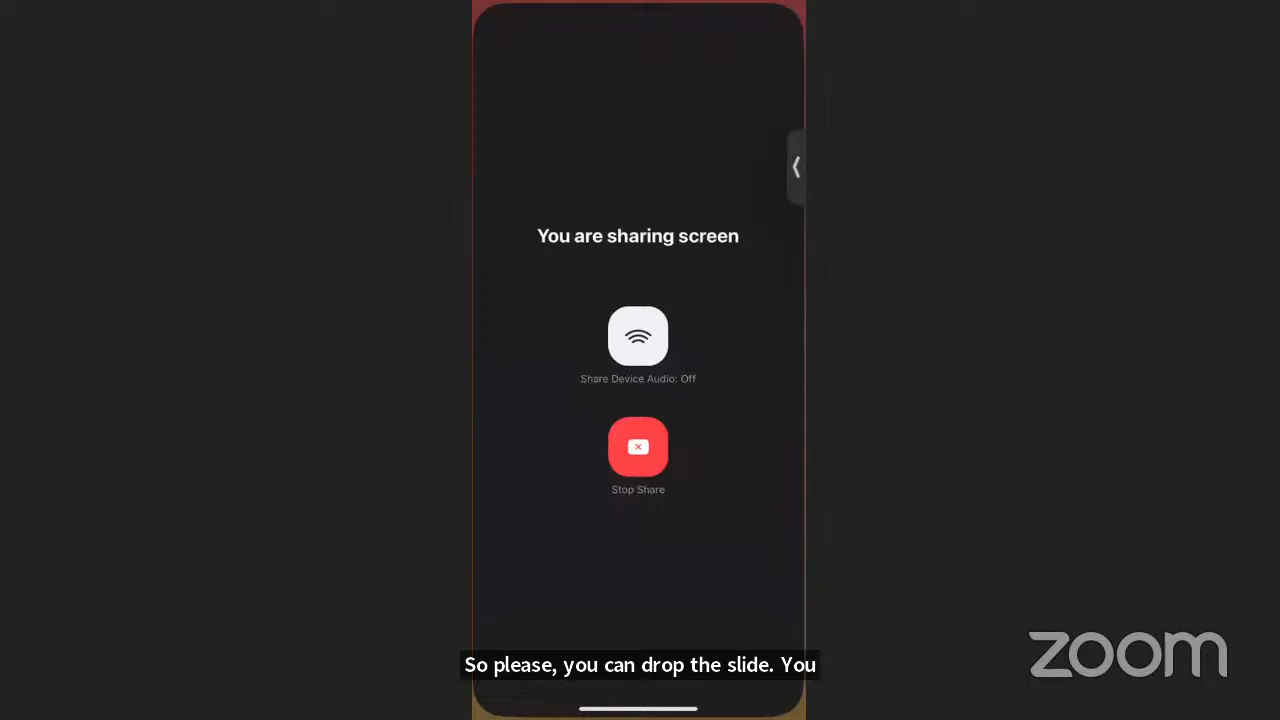 You are sharing screen
Share Device Audio: Off
Stop Share
So please, you can drop the slide. You
zoom